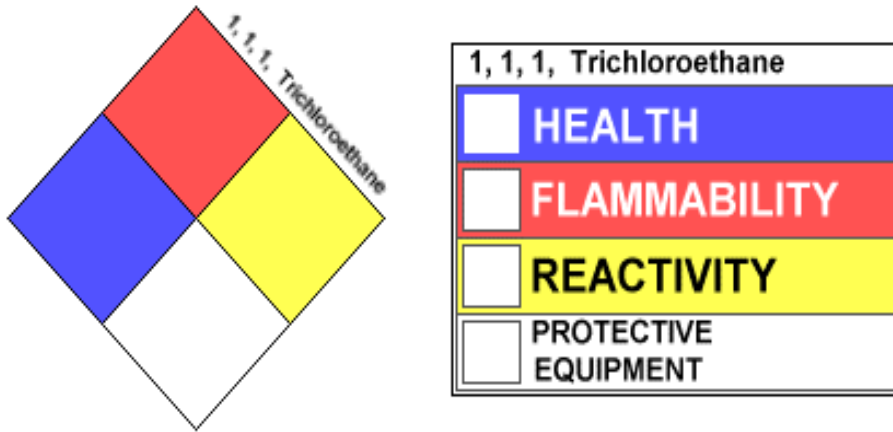 1, 1, 1, Trichloroethane
1, 1, 1, Trichloroethane
HEALTH
FLAMMABILITY
REACTIVITY
PROTECTIVE
EQUIPMENT